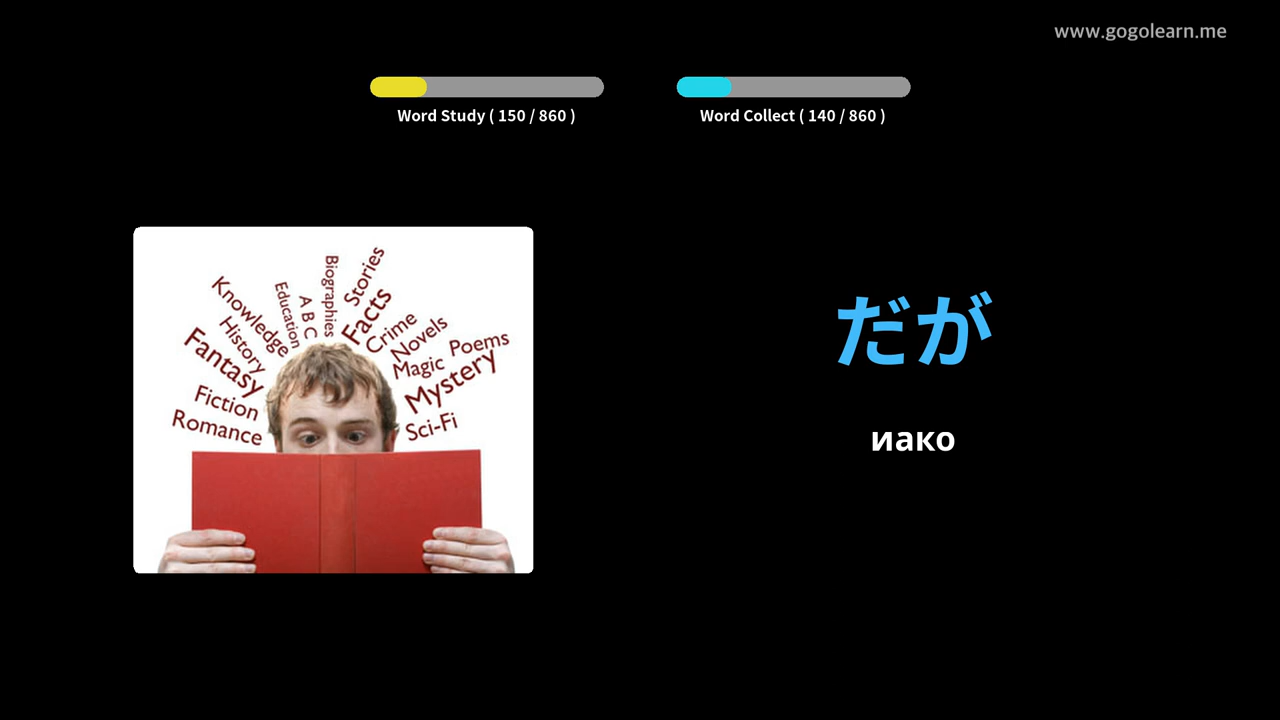 www.gogolearn.me
Word Study ( 150 / 860 )
Word Collect ( 140 / 860 )
Biographies
Stories
Education
A B C
Facts
Knowledge
History
Crime
Novels
Poems
Fantasy
Magic
Mystery
Fiction
Romance
Sci-Fi
だが
иако